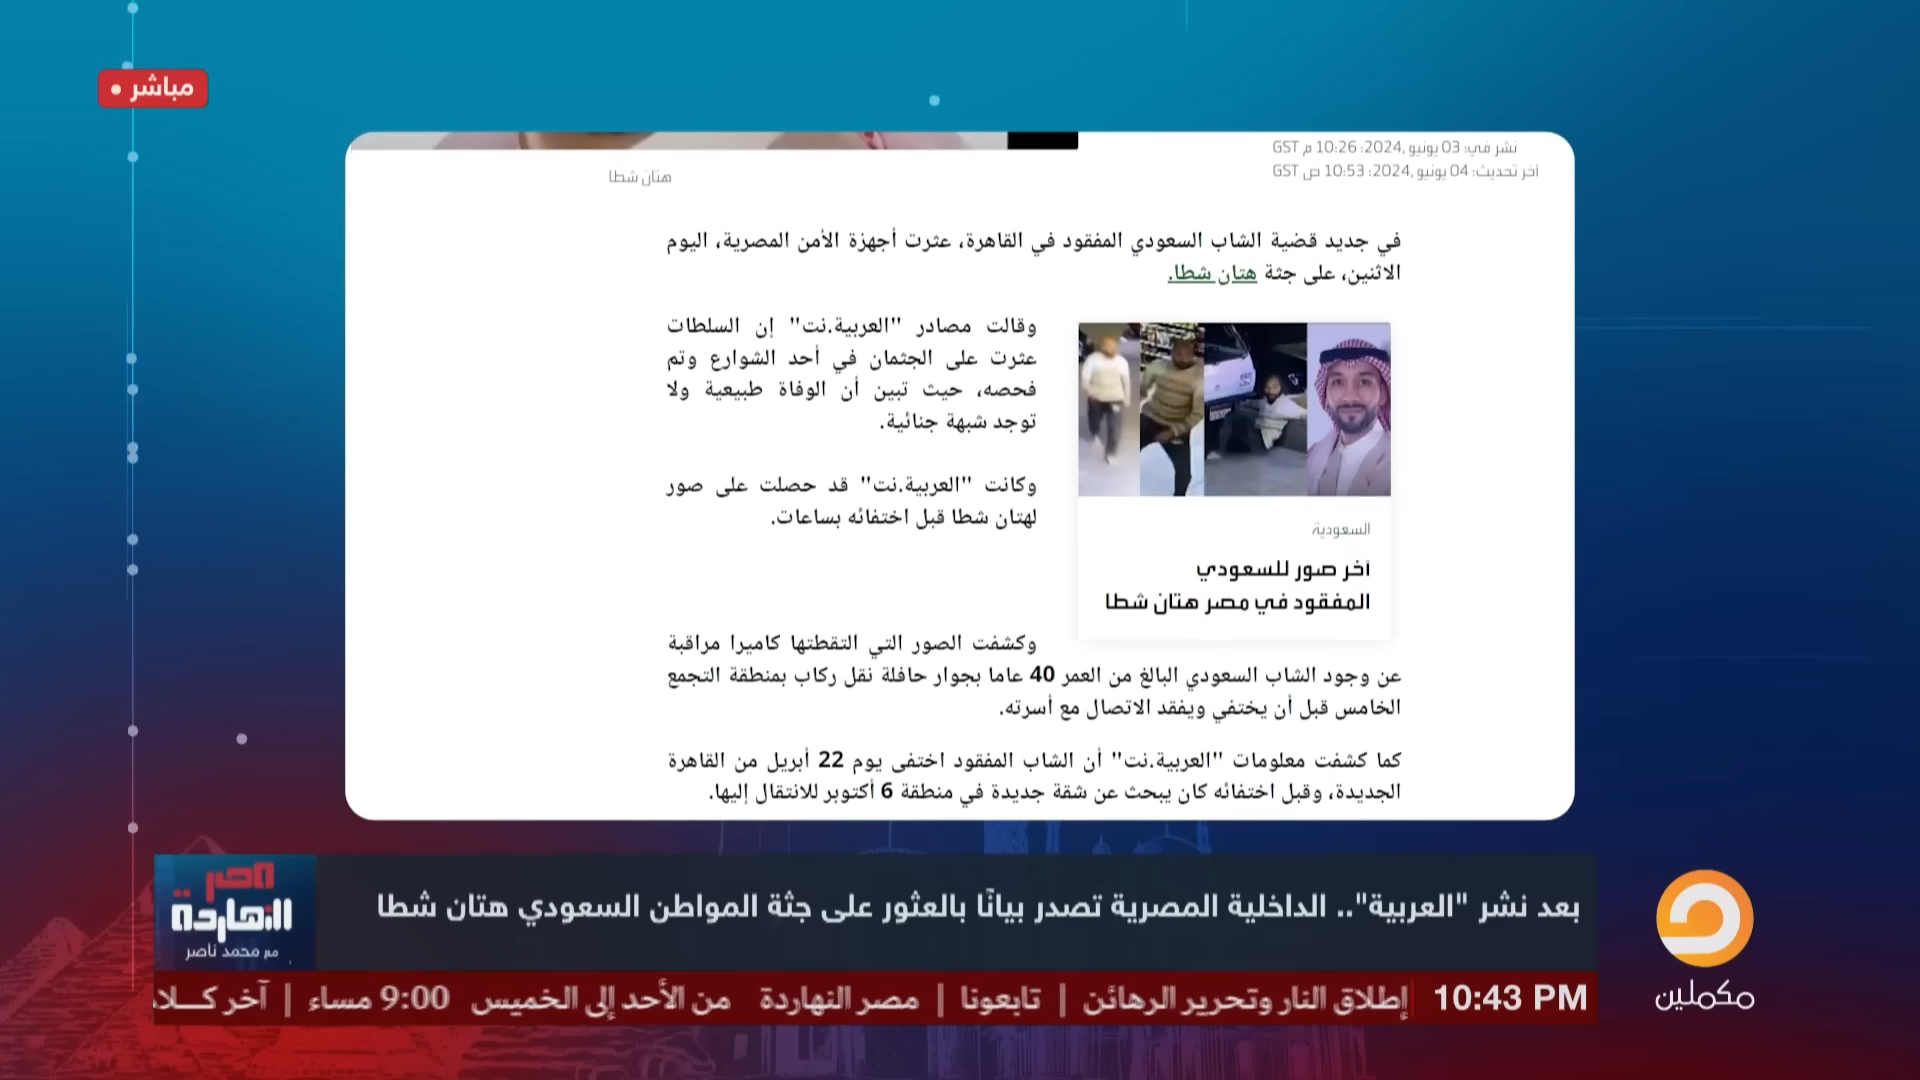 مباشر
نشر في: 03 يونيو ,2024: 10:26 م GST
آخر تحديث: 04 يونيو ,2024: 10:53 ص GST
هتان شطا
في جديد قضية الشاب السعودي المفقود في القاهرة، عثرت أجهزة الأمن المصرية، اليوم
الاثنين، على جثة هتان شطا.
وقالت مصادر "العربية.نت" إن السلطات
عثرت على الجثمان في أحد الشوارع وتم
فحصه، حيث تبين أن الوفاة طبيعية ولا
توجد شبهة جنائية.
وكانت "العربية.نت" قد حصلت على صور
لهتان شطا قبل اختفائه بساعات.
السعودية
آخر صور للسعودي
المفقود في مصر هتان شطا
وكشفت الصور التي التقطتها كاميرا مراقبة
عن وجود الشاب السعودي البالغ من العمر 40 عاما بجوار حافلة نقل ركاب بمنطقة التجمع
الخامس قبل أن يختفي ويفقد الاتصال مع أسرته.
كما كشفت معلومات "العربية.نت" أن الشاب المفقود اختفى يوم 22 أبريل من القاهرة
الجديدة، وقبل اختفائه كان يبحث عن شقة جديدة في منطقة 6 أكتوبر للانتقال إليها.
بعد نشر "العربية".. الداخلية المصرية تصدر بيانًا بالعثور على جثة المواطن السعودي هتان شطا
مصر
النهاردة
مع محمد ناصر
10:43 PM
إطلاق النار وتحرير الرهائن | تابعونا | مصر النهاردة من الأحد إلى الخميس 9:00 مساء | آخر كـلا
مكملين